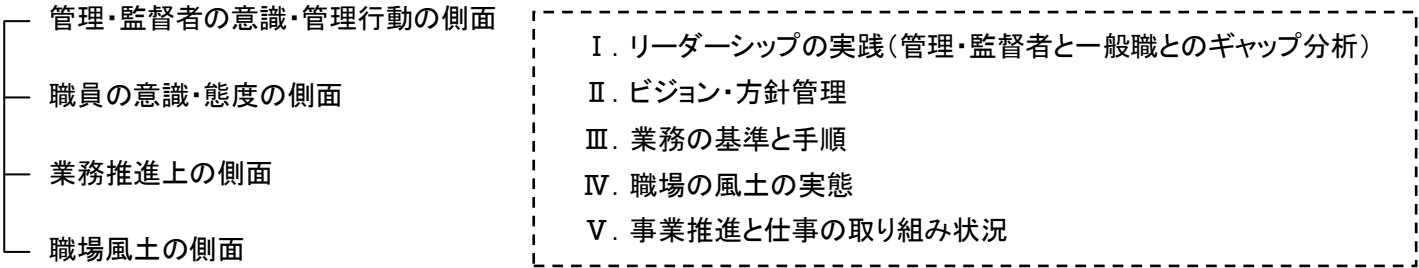 管理・監督者の意識・管理行動の側面
職員の意識・態度の側面
業務推進上の側面
職場風土の側面
Ⅰ．リーダーシップの実践（管理・監督者と一般職とのギャップ分析）
Ⅱ．ビジョン・方針管理
Ⅲ．業務の基準と手順
Ⅳ．職場の風土の実態
Ⅴ．事業推進と仕事の取り組み状況